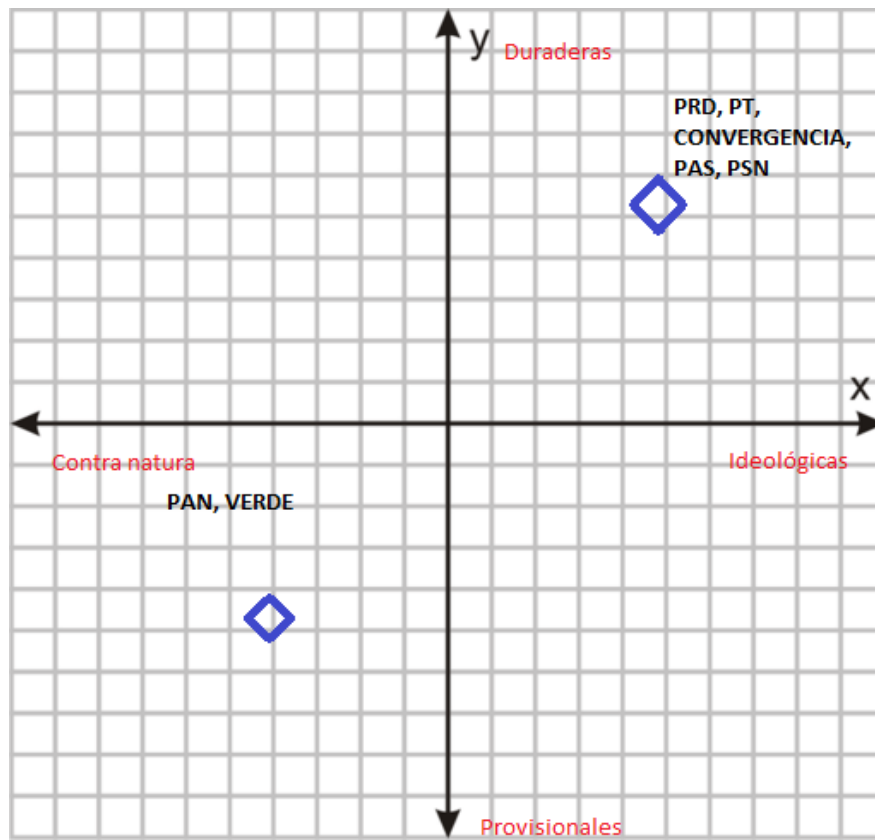 y
Duraderas
PRD, PT,
CONVERGENCIA,
PAS, PSN
x
Contra natura
Ideológicas
PAN, VERDE
Provisionales